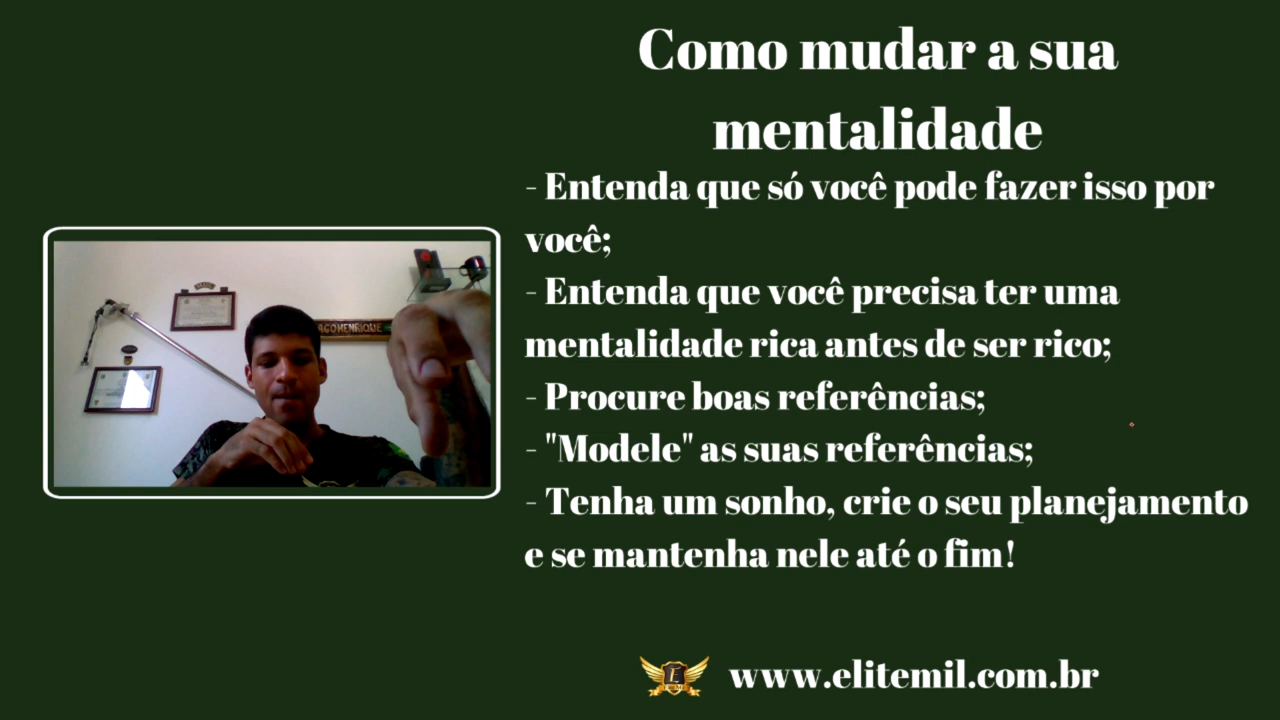 Como mudar a sua
mentalidade
- Entenda que só você pode fazer isso por
você;
- Entenda que você precisa ter uma
mentalidade rica antes de ser rico;
- Procure boas referências;
- "Modele" as suas referências;
- Tenha um sonho, crie o seu planejamento
e se mantenha nele até o fim!
HENRIQUE
www.elitemil.com.br